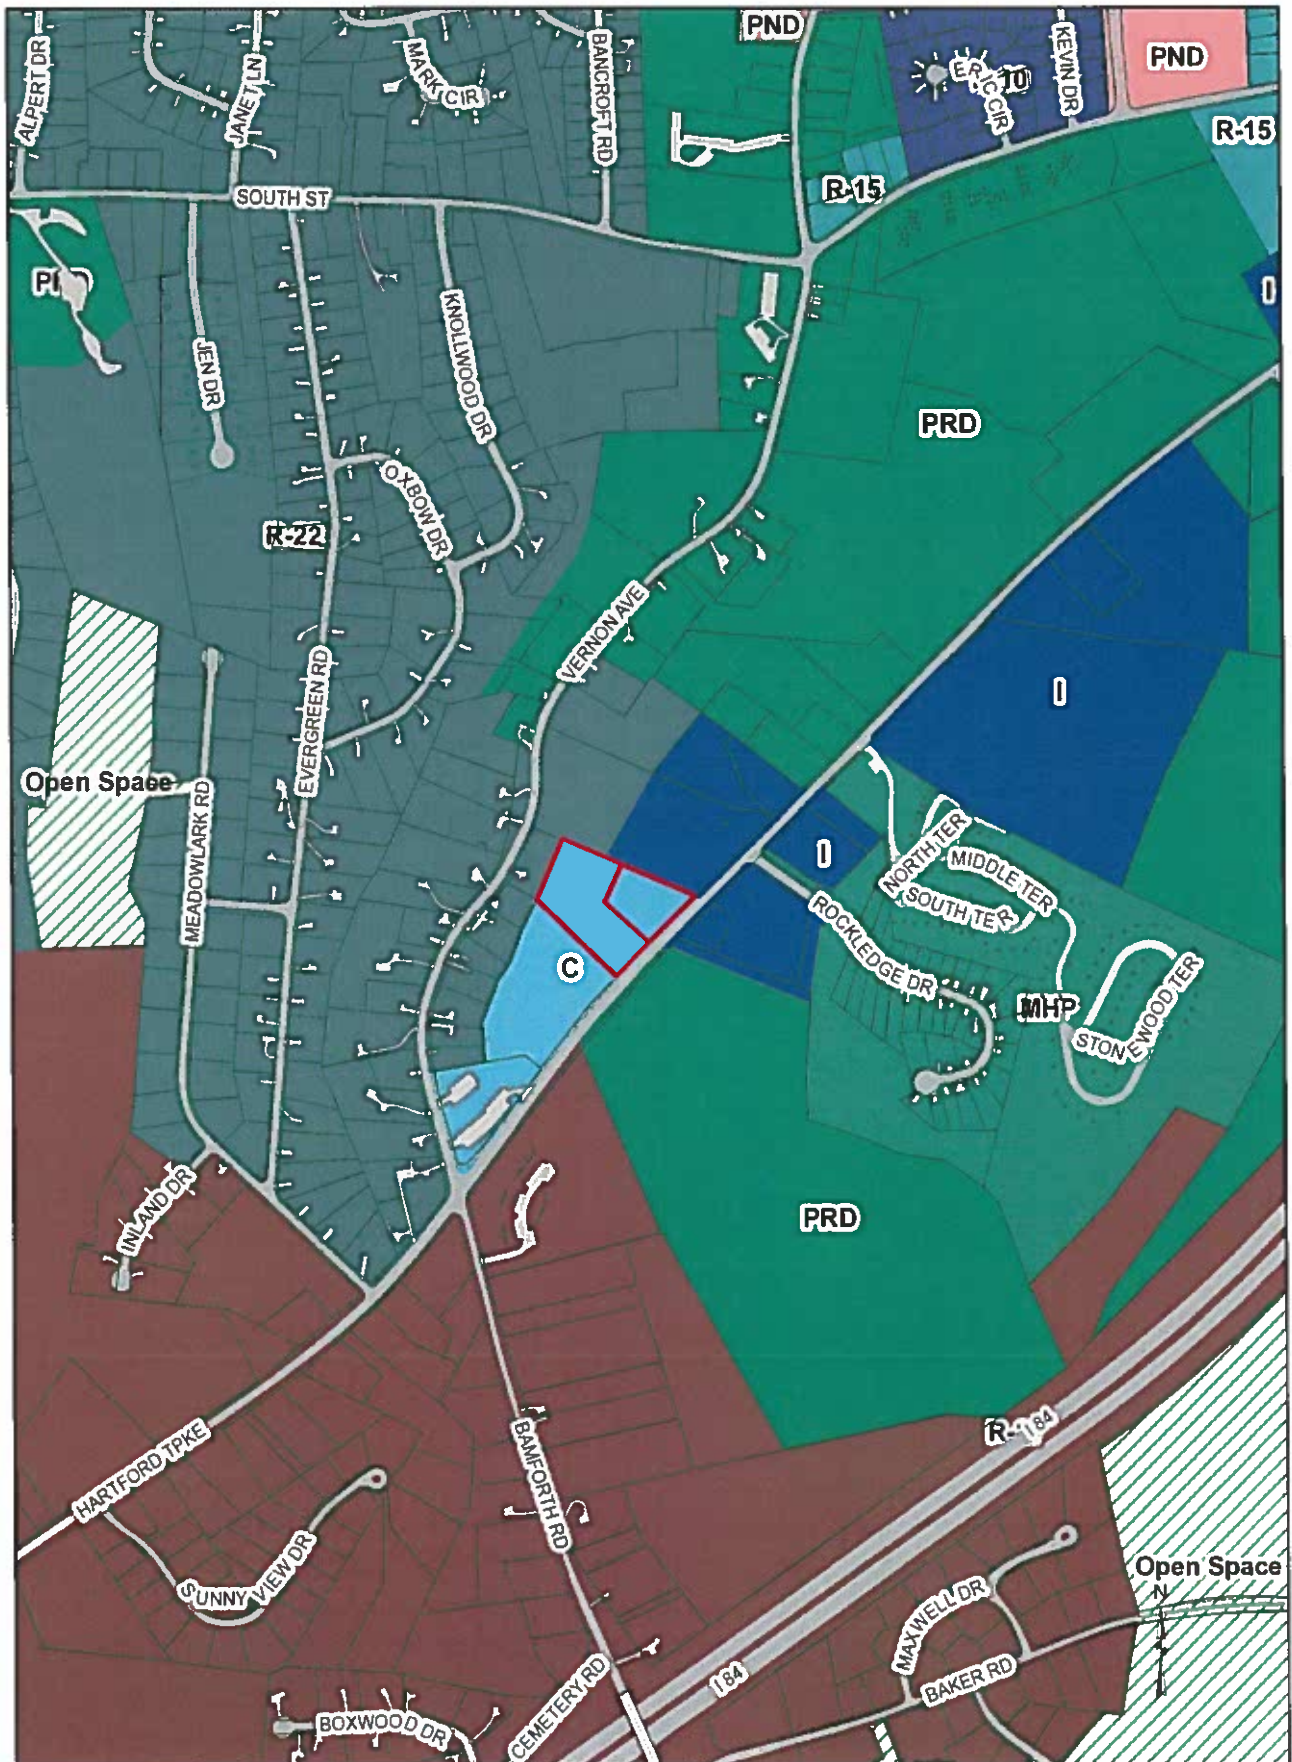 PND
ALPERT DR
JANET LN
MARK CIR
BANCROFT RD
ERIC CIR
10
KEVIN DR
PND
R-15
R-15
SOUTH ST
I
JEN DR
KNOLLWOOD DR
PRD
OXBOW DR
R-22
VERNON AVE
EVERGREEN RD
I
Open Space
MEADOWLARK RD
NORTH TER
MIDDLE TER
SOUTH TER
I
ROCKLEDGE DR
C
MHP
STONEWOOD TER
INLAND DR
PRD
HARTFORD TPKE
BAMFORTH RD
I 84
SUNNY VIEW DR
Open Space
N
MAXWELL DR
BAKER RD
I 84
CEMETERY RD
BOXWOOD DR